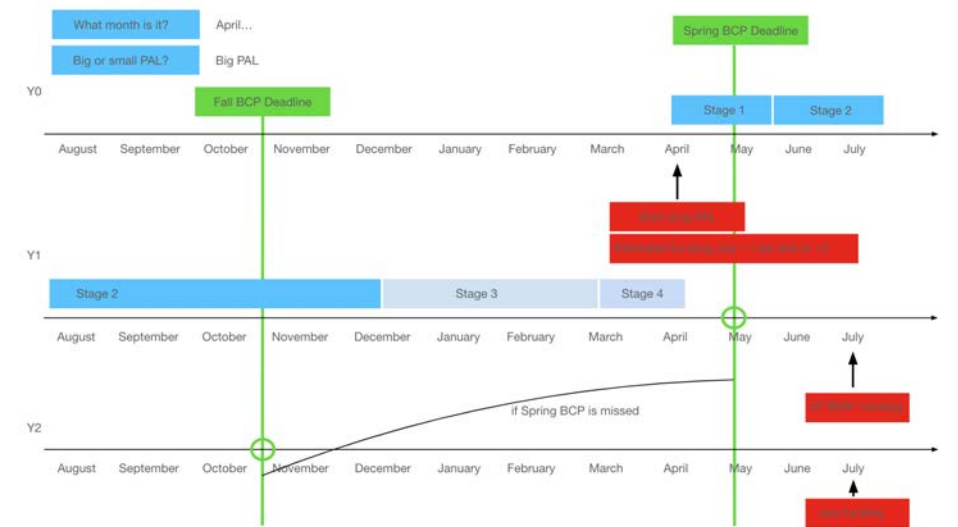 What month is it?
April...
Big or small PAL?
Big PAL
Spring BCP Deadline
Y0
Fall BCP Deadline
Stage 1
Stage 2
August September October November December January February March April May June July
Y1
Stage 2
Stage 3
Stage 4
August September October November December January February March April May June July
if Spring BCP is missed
Y2
August September October November December January February March April May June July